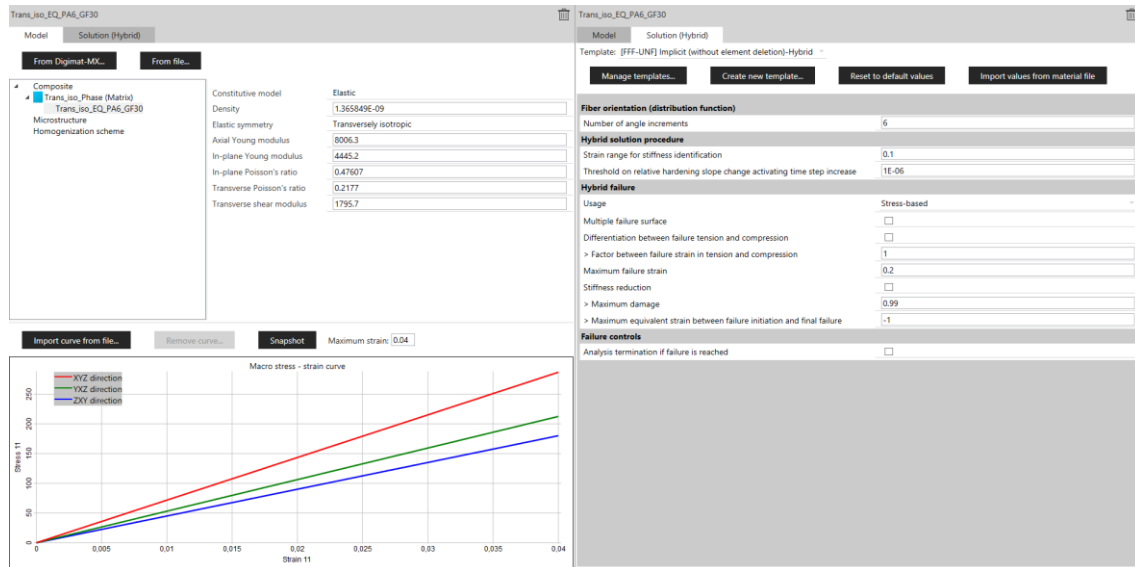 Trans_iso_EQ_PA6_GF30
Model Solution (Hybrid)
From Digimat-MX... From file...
Composite
Trans_iso_Phase (Matrix)
Trans_iso_EQ_PA6_GF30
Microstructure
Homogenization scheme
Constitutive model Elastic
Density 1.365849E-09
Elastic symmetry Transversely isotropic
Axial Young modulus 8006.3
In-plane Young modulus 4445.2
In-plane Poisson's ratio 0.47607
Transverse Poisson's ratio 0.2177
Transverse shear modulus 1795.7
Import curve from file... Remove curve... Snapshot Maximum strain: 0.04
Macro stress - strain curve
XYZ direction
YXZ direction
ZXY direction
Stress 11
250
200
150
100
50
0
0 0,005 0,01 0,015 0,02 0,025 0,03 0,035 0,04
Strain 11
Trans_iso_EQ_PA6_GF30
Model Solution (Hybrid)
Template: [FFF-UNF] Implicit (without element deletion)-Hybrid
Manage templates... Create new template... Reset to default values Import values from material file
Fiber orientation (distribution function)
Number of angle increments 6
Hybrid solution procedure
Strain range for stiffness identification 0.1
Threshold on relative hardening slope change activating time step increase 1E-06
Hybrid failure
Usage Stress-based
Multiple failure surface
Differentiation between failure tension and compression
> Factor between failure strain in tension and compression 1
Maximum failure strain 0.2
Stiffness reduction
> Maximum damage 0.99
> Maximum equivalent strain between failure initiation and final failure -1
Failure controls
Analysis termination if failure is reached